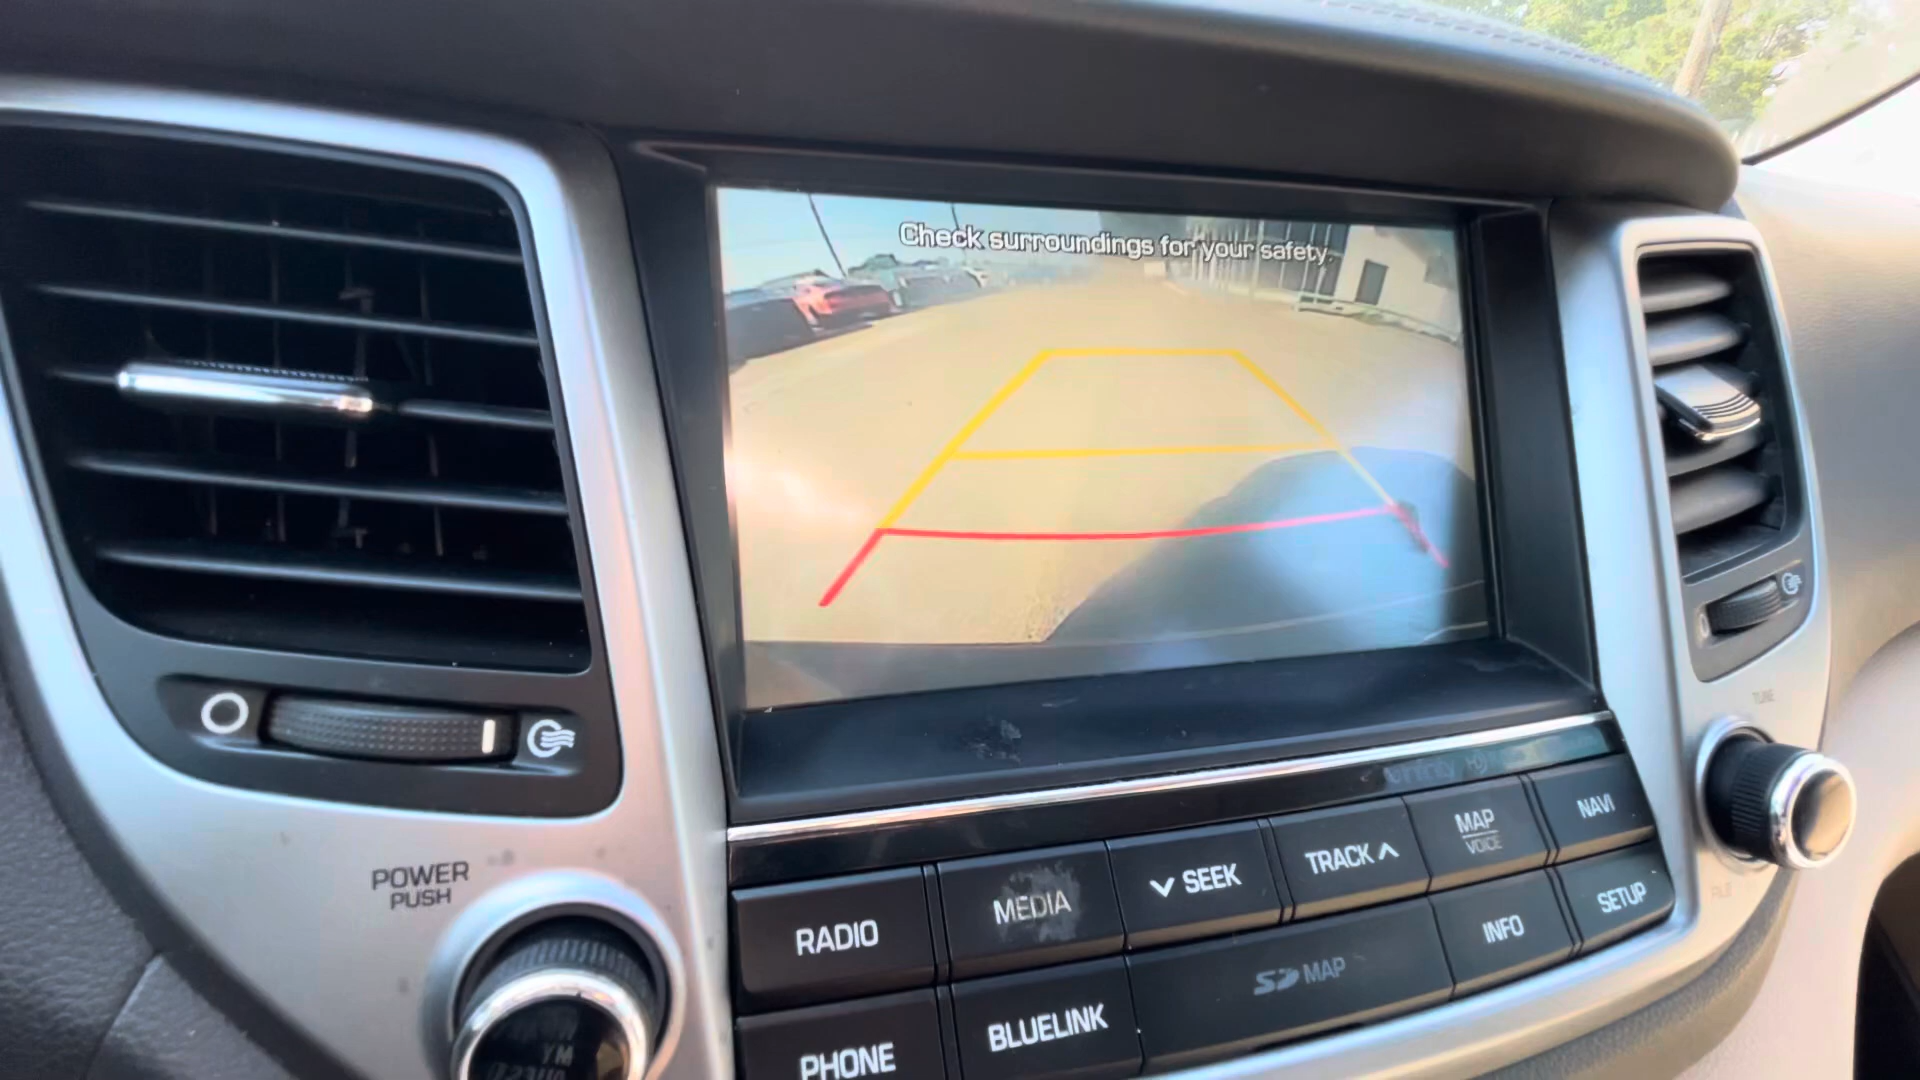 Check surroundings for your safety.
TUNE
POWER
PUSH
RADIO
MEDIA
SEEK
TRACK
MAP
VOICE
NAVI
PHONE
BLUELINK
SD MAP
INFO
SETUP